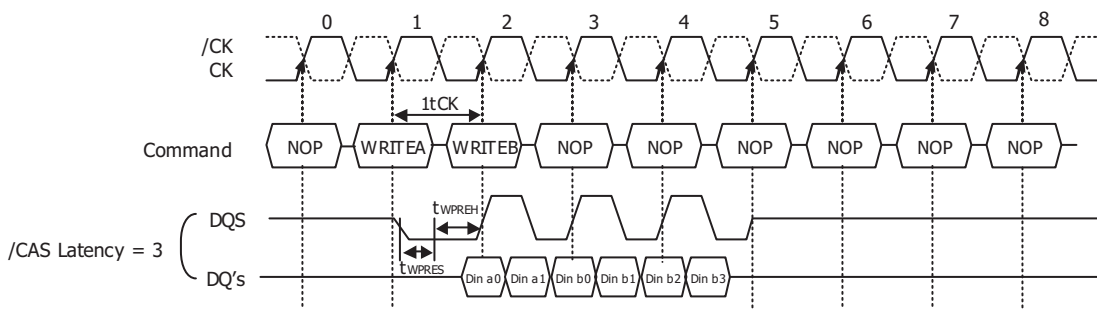 0 1 2 3 4 5 6 7 8
/CK
CK
1tCK
Command NOP WRITEA WRITEB NOP NOP NOP NOP NOP NOP
DQS tWPREH
/CAS Latency = 3
tWPRES
DQ's Din a0 Din a1 Din b0 Din b1 Din b2 Din b3